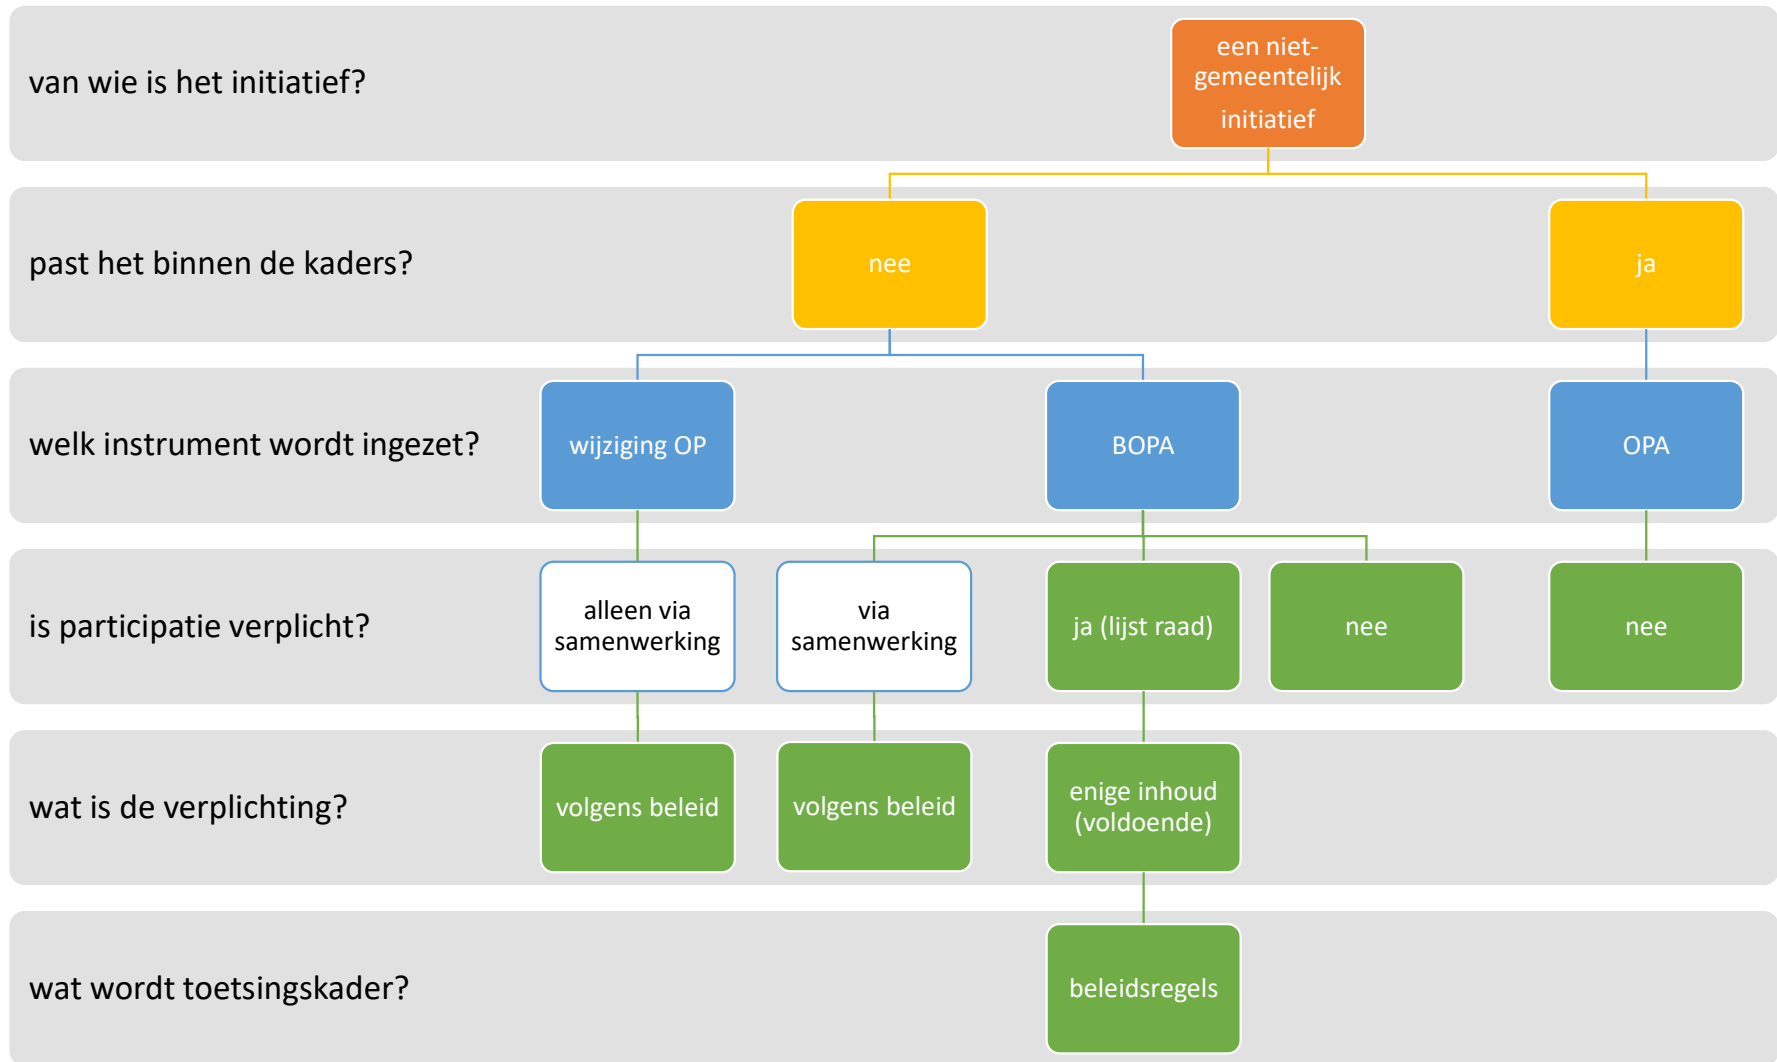 van wie is het initiatief?
een niet-
gemeentelijk
initiatief
past het binnen de kaders?
nee
ja
welk instrument wordt ingezet?
wijziging OP
BOPA
OPA
is participatie verplicht?
alleen via
samenwerking
via
samenwerking
ja (lijst raad)
nee
nee
wat is de verplichting?
volgens beleid
volgens beleid
enige inhoud
(voldoende)
wat wordt toetsingskader?
beleidsregels